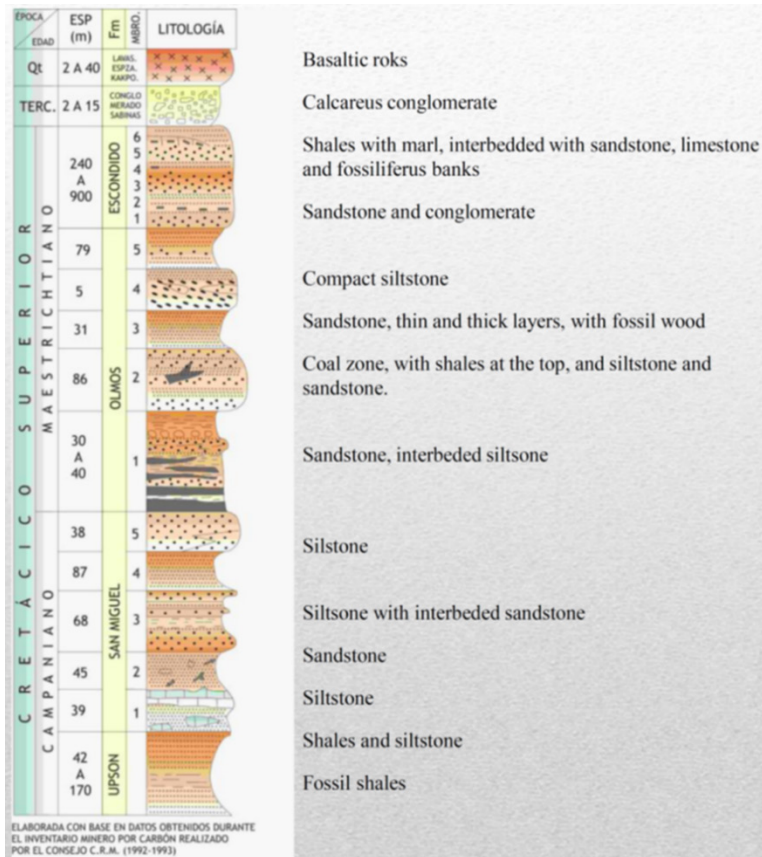 ÉPOCA
EDAD
ESP
(m)
Fm
MBRO.
LITOLOGÍA
Qt
2 A 40
LAVAS.
ESPZA.
KAKPO.
Basaltic roks
TERC.
2 A 15
CONGLO
MERADO
SABINAS
Calcareus conglomerate
CRETÁCICO SUPERIOR
MAESTRICHTIANO
240
A
900
ESCONDIDO
6
5
4
3
2
1
Shales with marl, interbedded with sandstone, limestone
and fossiliferus banks
Sandstone and conglomerate
OLMOS
79
5
5
4
Compact siltstone
31
3
Sandstone, thin and thick layers, with fossil wood
86
2
Coal zone, with shales at the top, and siltstone and
sandstone.
30
A
40
1
Sandstone, interbeded siltsone
CAMPANIANO
SAN MIGUEL
38
5
Silstone
87
4
68
3
Siltsone with interbeded sandstone
45
2
Sandstone
39
1
Siltstone
UPSON
42
A
170
Shales and siltstone
Fossil shales
ELABORADA CON BASE EN DATOS OBTENIDOS DURANTE
EL INVENTARIO MINERO POR CARBÓN REALIZADO
POR EL CONSEJO C.R.M. (1992-1993)